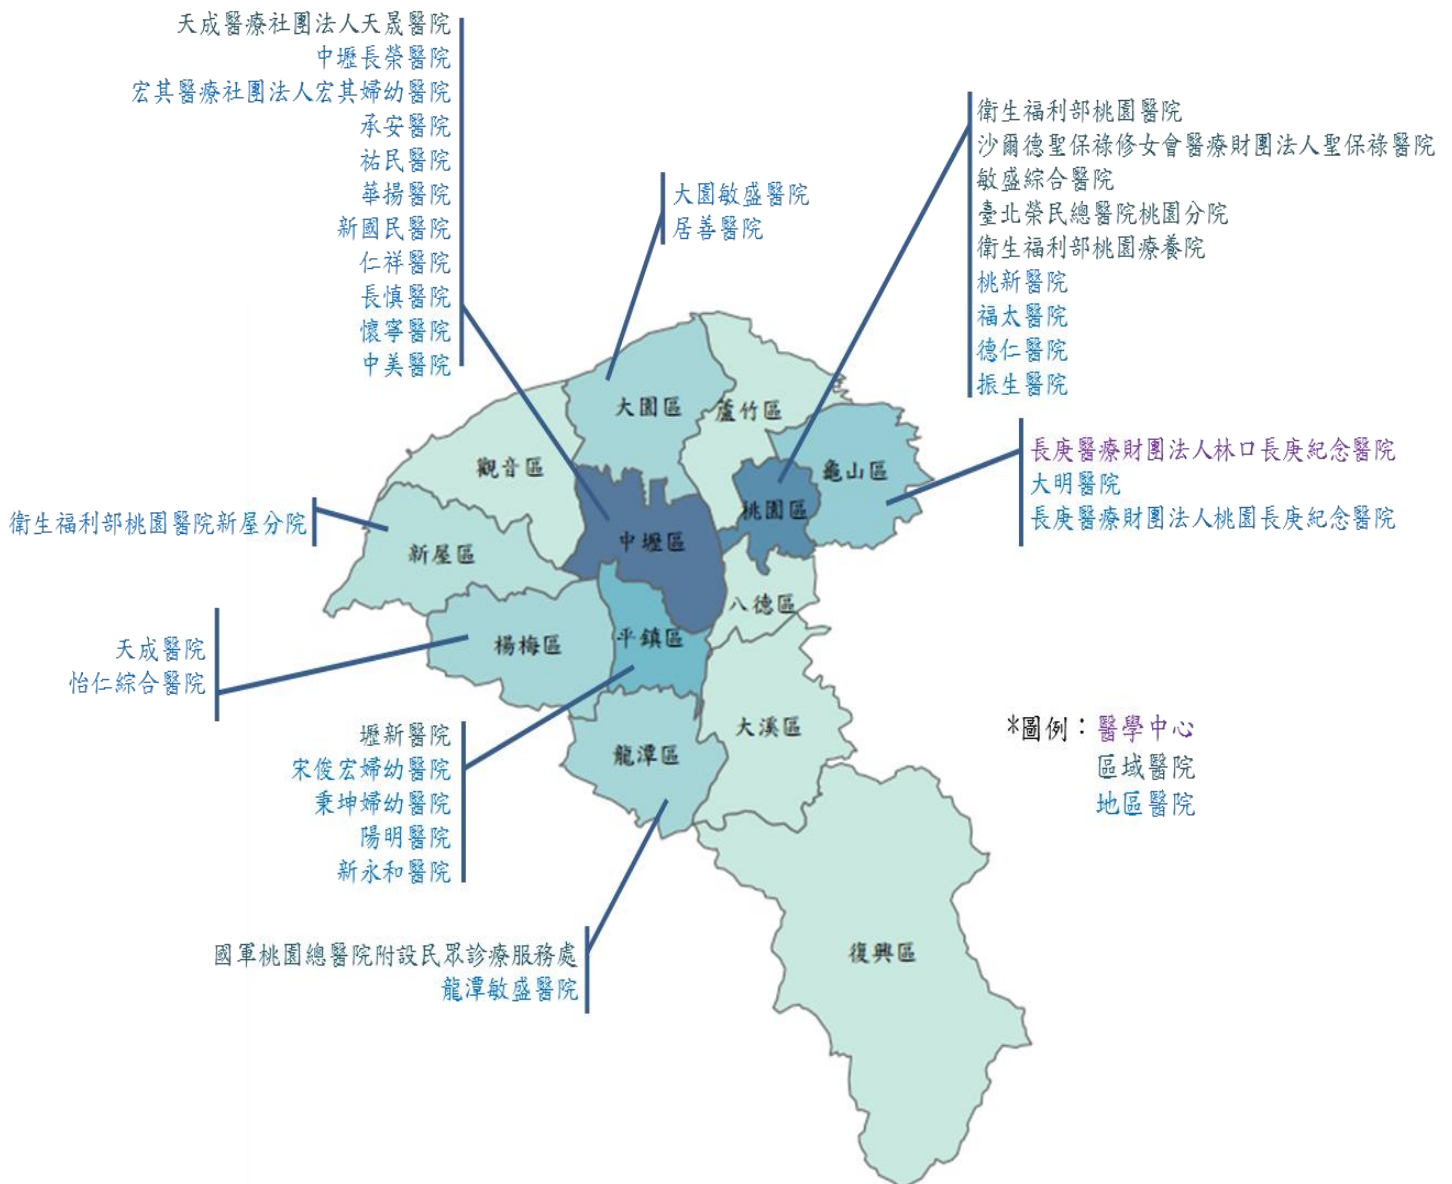 天成醫療社團法人天晟醫院
中壢長榮醫院
宏其醫療社團法人宏其婦幼醫院
承安醫院
祐民醫院
華揚醫院
新國民醫院
仁祥醫院
長慎醫院
懷寧醫院
中美醫院
大園敏盛醫院
居善醫院
衛生福利部桃園醫院
沙爾德聖保祿修女會醫療財團法人聖保祿醫院
敏盛綜合醫院
臺北榮民總醫院桃園分院
衛生福利部桃園療養院
桃新醫院
福太醫院
德仁醫院
振生醫院
長庚醫療財團法人林口長庚紀念醫院
大明醫院
長庚醫療財團法人桃園長庚紀念醫院
衛生福利部桃園醫院新屋分院
天成醫院
怡仁綜合醫院
壢新醫院
宋俊宏婦幼醫院
秉坤婦幼醫院
陽明醫院
新永和醫院
國軍桃園總醫院附設民眾診療服務處
龍潭敏盛醫院
大園區
蘆竹區
觀音區
龜山區
桃園區
中壢區
新屋區
八德區
楊梅區
平鎮區
大溪區
龍潭區
復興區
*圖例：醫學中心
區域醫院
地區醫院